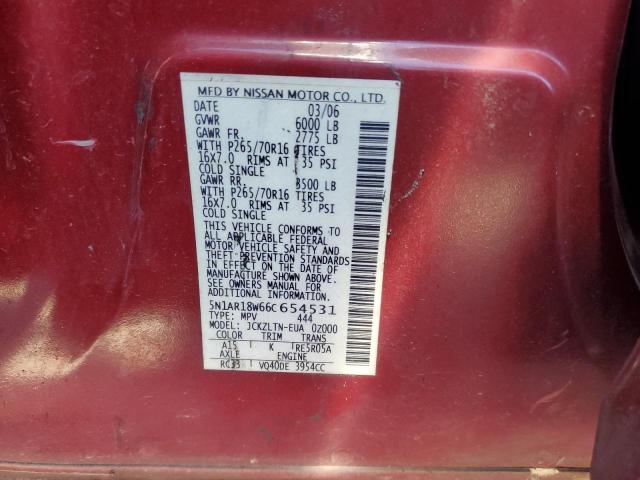 MFD BY NISSAN MOTOR CO., LTD.
DATE 03/06
GVWR 6000 LB
GAWR FR. 2775 LB
WITH P265/70R16 TIRES
16X7.0 RIMS AT 35 PSI
COLD SINGLE
GAWR RR. 3500 LB
WITH P265/70R16 TIRES
16X7.0 RIMS AT 35 PSI
COLD SINGLE
THIS VEHICLE CONFORMS TO
ALL APPLICABLE FEDERAL
MOTOR VEHICLE SAFETY AND
THEFT PREVENTION STANDARDS
IN EFFECT ON THE DATE OF
MANUFACTURE SHOWN ABOVE.
SEE OWNERS MANUAL FOR
ADDITIONAL INFORMATION
5N1AR18W66C654531
TYPE: MPV 444
MODEL: JCKZLTN-EUA 02000
COLOR TRIM TRANS
A15 K RE5R05A
AXLE ENGINE
RC33 VQ40DE 3954CC